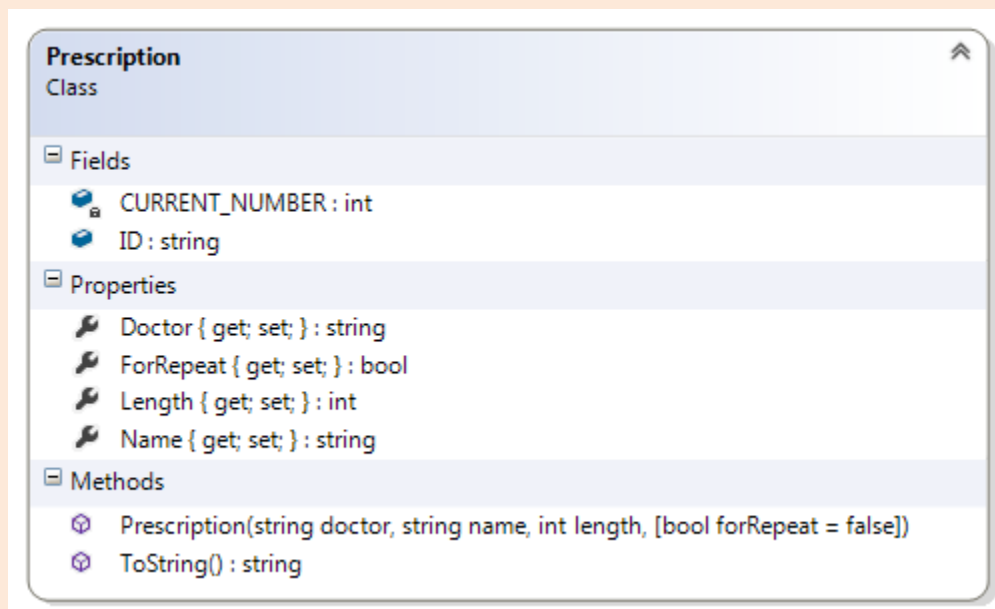 Prescription
Class
Fields
CURRENT_NUMBER : int
ID : string
Properties
Doctor { get; set; } : string
ForRepeat { get; set; } : bool
Length { get; set; } : int
Name { get; set; } : string
Methods
Prescription(string doctor, string name, int length, [bool forRepeat = false])
ToString() : string